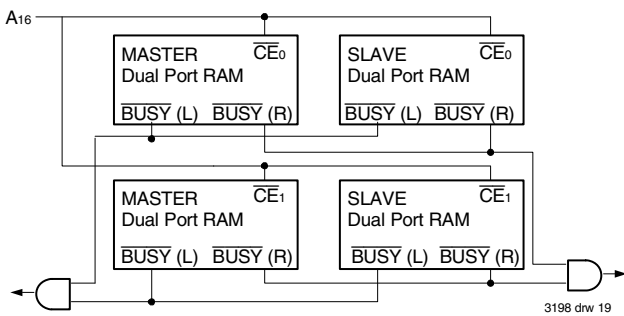 A16
MASTER CE0
Dual Port RAM
BUSY (L) BUSY (R)
SLAVE CE0
Dual Port RAM
BUSY (L) BUSY (R)
MASTER CE1
Dual Port RAM
BUSY (L) BUSY (R)
SLAVE CE1
Dual Port RAM
BUSY (L) BUSY (R)
3198 drw 19